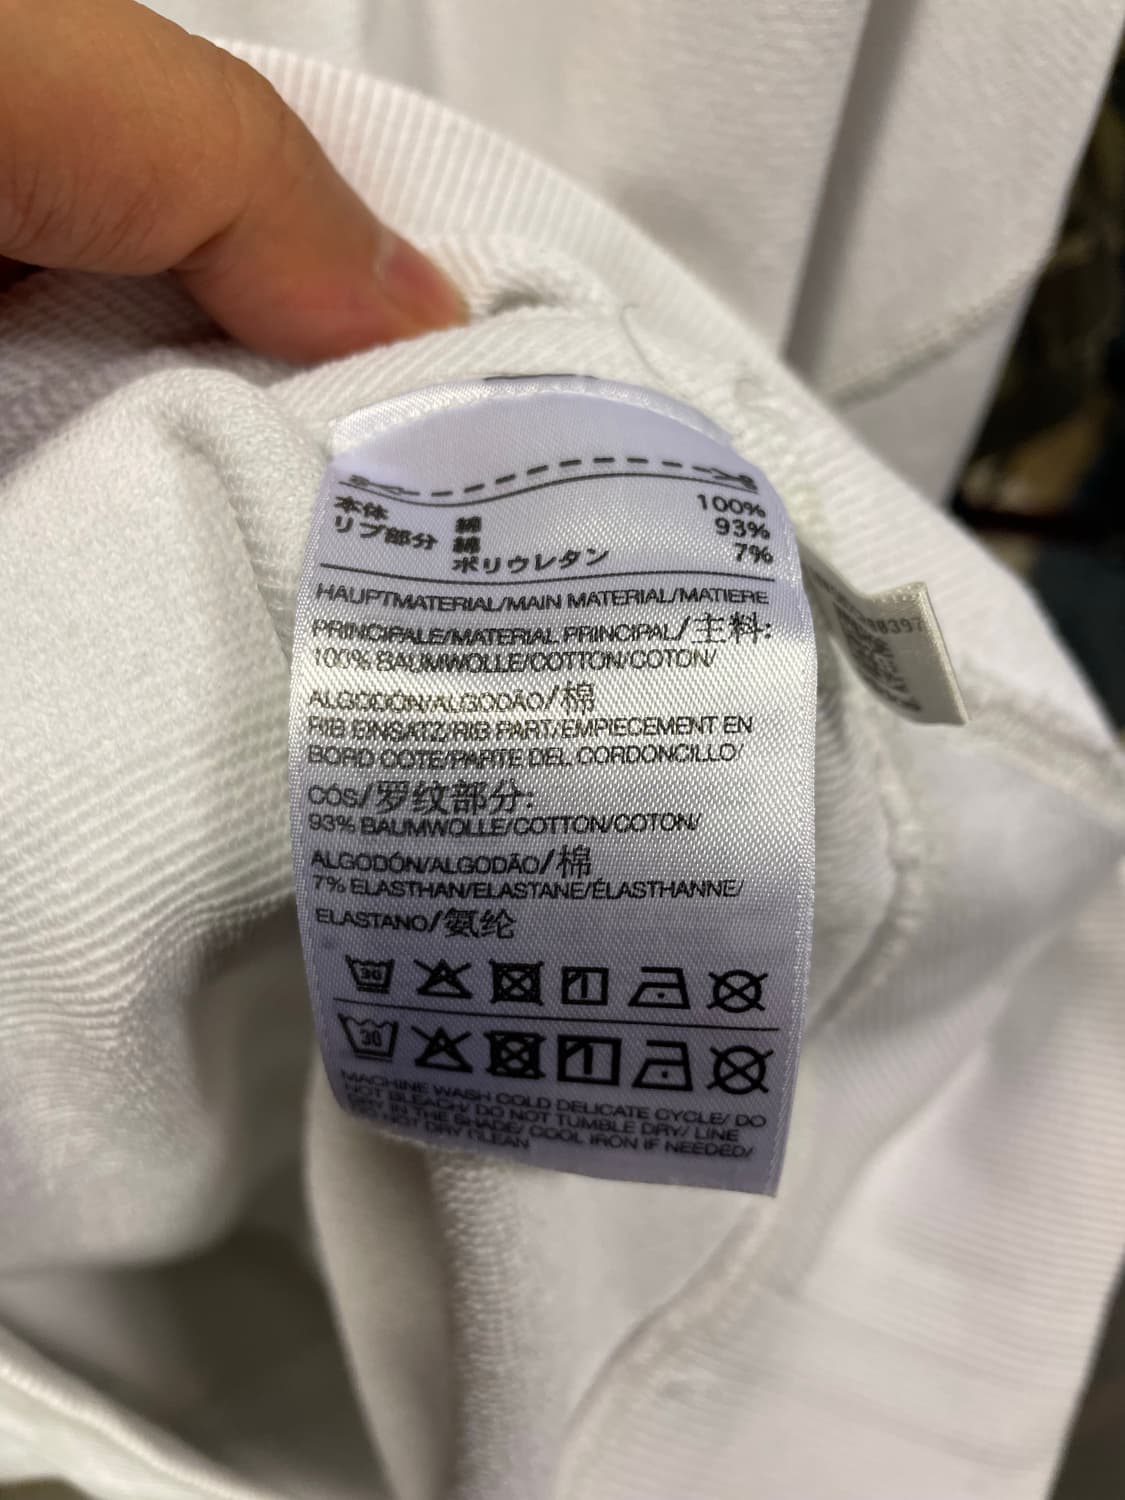 本体 綿 100%
リブ部分 綿 93%
ポリウレタン 7%
HAUPTMATERIAL/MAIN MATERIAL/MATIERE
PRINCIPALE/MATERIAL PRINCIPAL/主料:
100% BAUMWOLLE/COTTON/COTON/
ALGODÓN/ALGODÃO/棉
RIB EINSATZ/RIB PART/EMPIECEMENT EN
BORD COTE/PARTE DEL CORDONCILLO/
CÓS/罗纹部分:
93% BAUMWOLLE/COTTON/COTON/
ALGODÓN/ALGODÃO/棉
7% ELASTHAN/ELASTANE/ÉLASTHANNE/
ELASTANO/氨纶
30
30
MACHINE WASH COLD DELICATE CYCLE/ DO
NOT BLEACH/ DO NOT TUMBLE DRY/ LINE
DRY IN THE SHADE/ COOL IRON IF NEEDED/
NOT DRY CLEAN